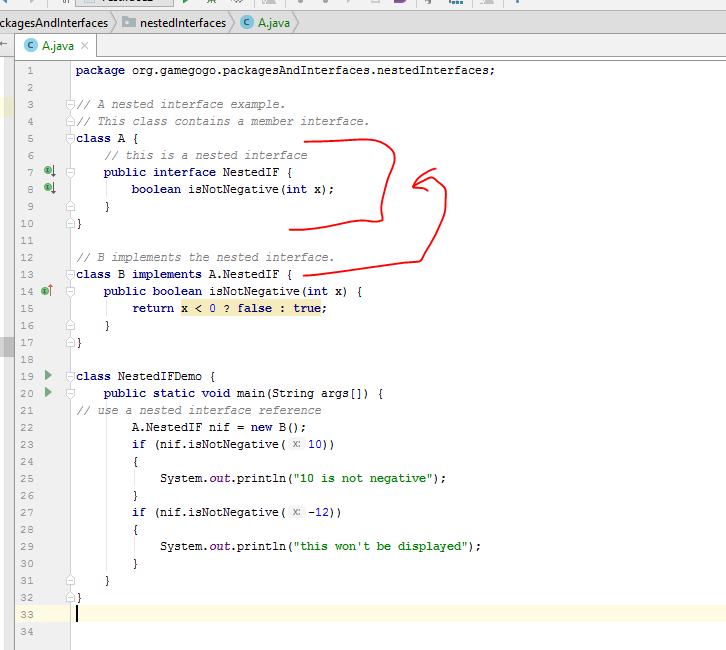 ckagesAndInterfaces nestedInterfaces A.java
A.java
1 package org.gamegogo.packagesAndInterfaces.nestedInterfaces;
2
3 // A nested interface example.
4 // This class contains a member interface.
5 class A {
6 // this is a nested interface
7 public interface NestedIF {
8 boolean isNotNegative(int x);
9 }
10 }
11
12 // B implements the nested interface.
13 class B implements A.NestedIF {
14 public boolean isNotNegative(int x) {
15 return x < 0 ? false : true;
16 }
17 }
18
19 class NestedIFDemo {
20 public static void main(String args[]) {
21 // use a nested interface reference
22 A.NestedIF nif = new B();
23 if (nif.isNotNegative( x: 10))
24 {
25 System.out.println("10 is not negative");
26 }
27 if (nif.isNotNegative( x: -12))
28 {
29 System.out.println("this won't be displayed");
30 }
31 }
32 }
33
34